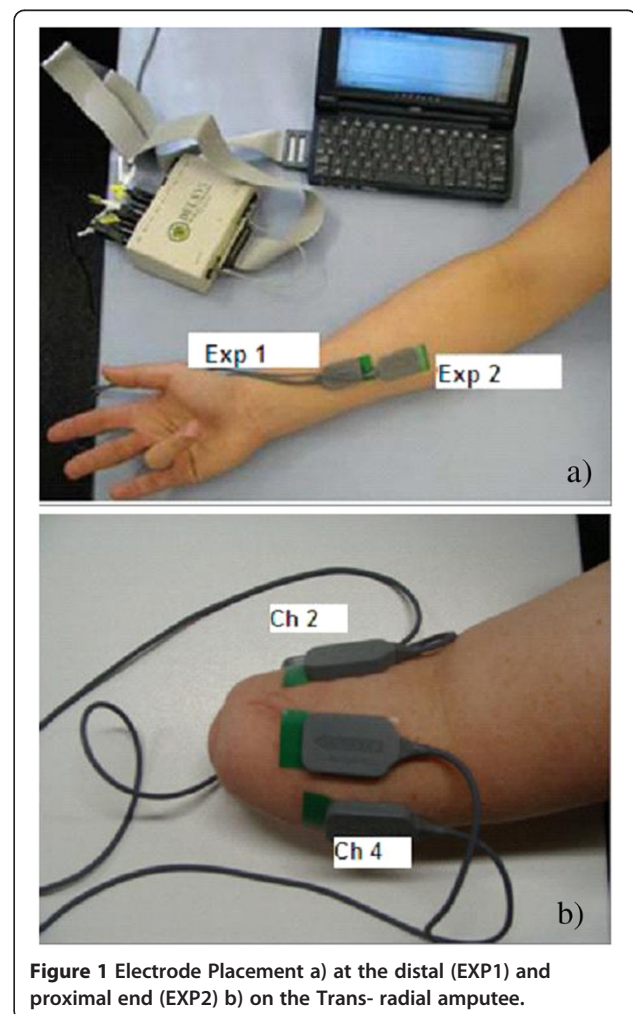 DELSYS
Exp 1
Exp 2
a)
Ch 2
Ch 4
b)
Figure 1 Electrode Placement a) at the distal (EXP1) and
proximal end (EXP2) b) on the Trans- radial amputee.